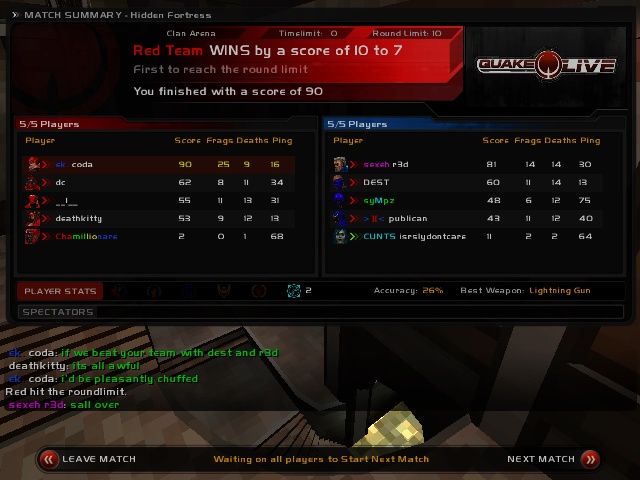 » MATCH SUMMARY - Hidden Fortress
Clan Arena Timelimit: 0 Round Limit: 10
Red Team WINS by a score of 10 to 7
First to reach the round limit
You finished with a score of 90
QUAKE LIVE
5/5 Players
Player Score Frags Deaths Ping
ek coda 90 25 9 16
dc 62 8 11 34
__I__ 55 11 13 31
deathkitty 53 9 12 13
Chamillionare 2 0 1 68
5/5 Players
Player Score Frags Deaths Ping
sexeh r3d 81 14 14 30
DEST 60 11 14 13
syMpz 48 6 12 75
publican 43 11 12 40
CUNTS isrslydontcare 11 2 2 64
PLAYER STATS 2 Accuracy: 26% Best Weapon: Lightning Gun
SPECTATORS
ek coda: if we beat your team with dest and r3d
deathkitty: its all awful
ek coda: i'd be pleasantly chuffed
Red hit the roundlimit.
sexeh r3d: sall over
LEAVE MATCH Waiting on all players to Start Next Match NEXT MATCH